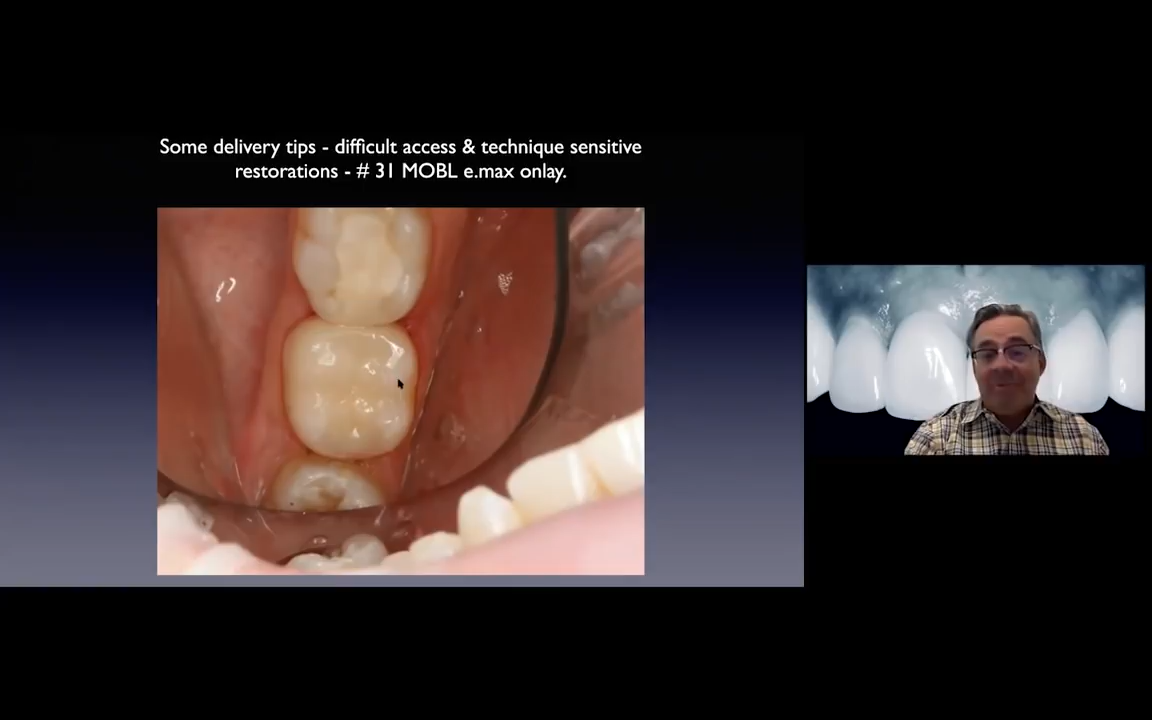 Some delivery tips - difficult access & technique sensitive
restorations - # 31 MOBL e.max onlay.